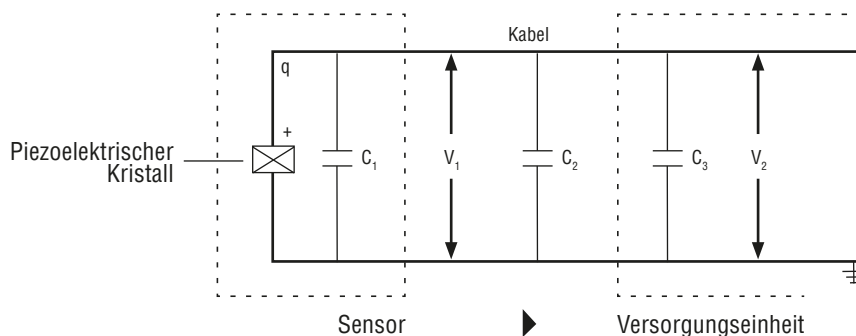 Kabel
q
+
Piezoelektrischer
Kristall
C1
V1
C2
C3
V2
Sensor
Versorgungseinheit